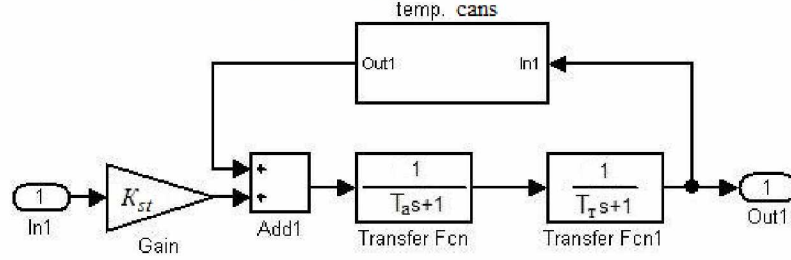 temp. cans
Out1
In1
1
In1
K_st
Gain
+
+
Add1
1
T_a s+1
Transfer Fcn
1
T_T s+1
Transfer Fcn1
1
Out1